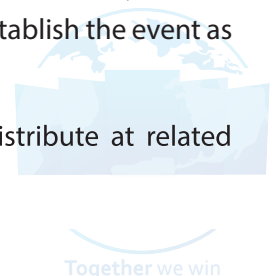 tablish the event as
istribute at related
Together we win